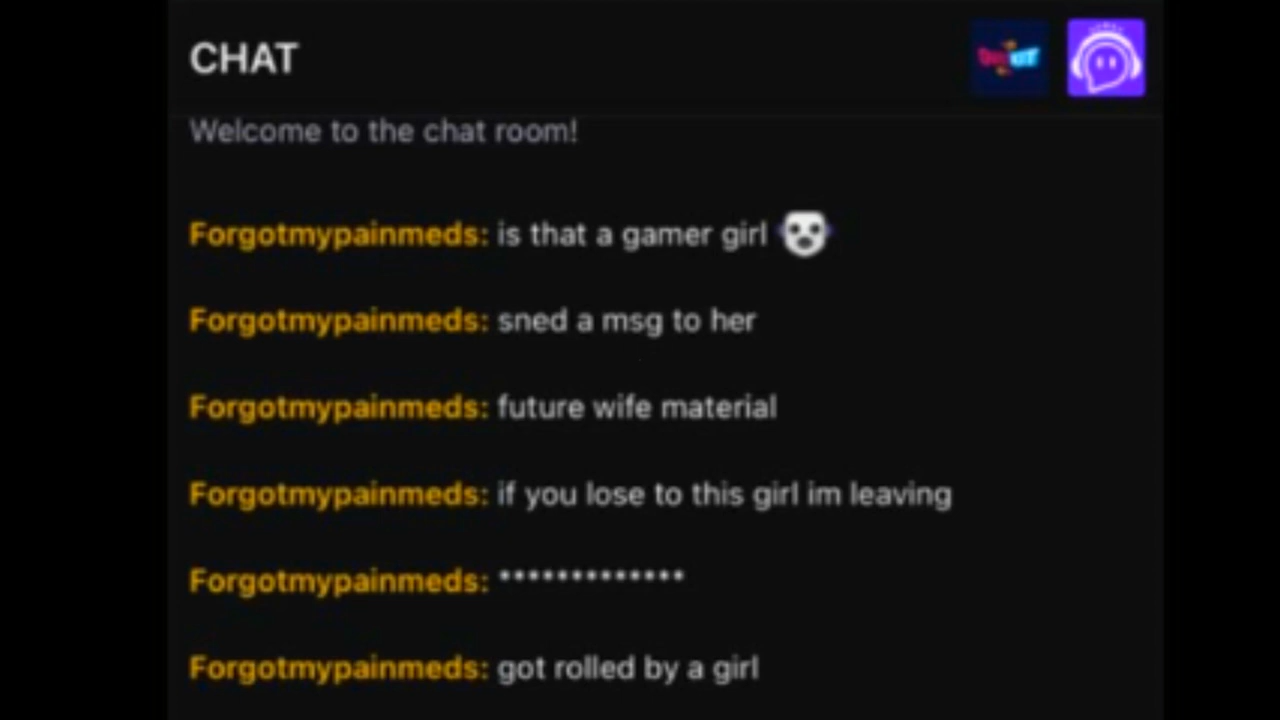 CHAT
Welcome to the chat room!
Forgotmypainmeds: is that a gamer girl
Forgotmypainmeds: sned a msg to her
Forgotmypainmeds: future wife material
Forgotmypainmeds: if you lose to this girl im leaving
Forgotmypainmeds: *************
Forgotmypainmeds: got rolled by a girl